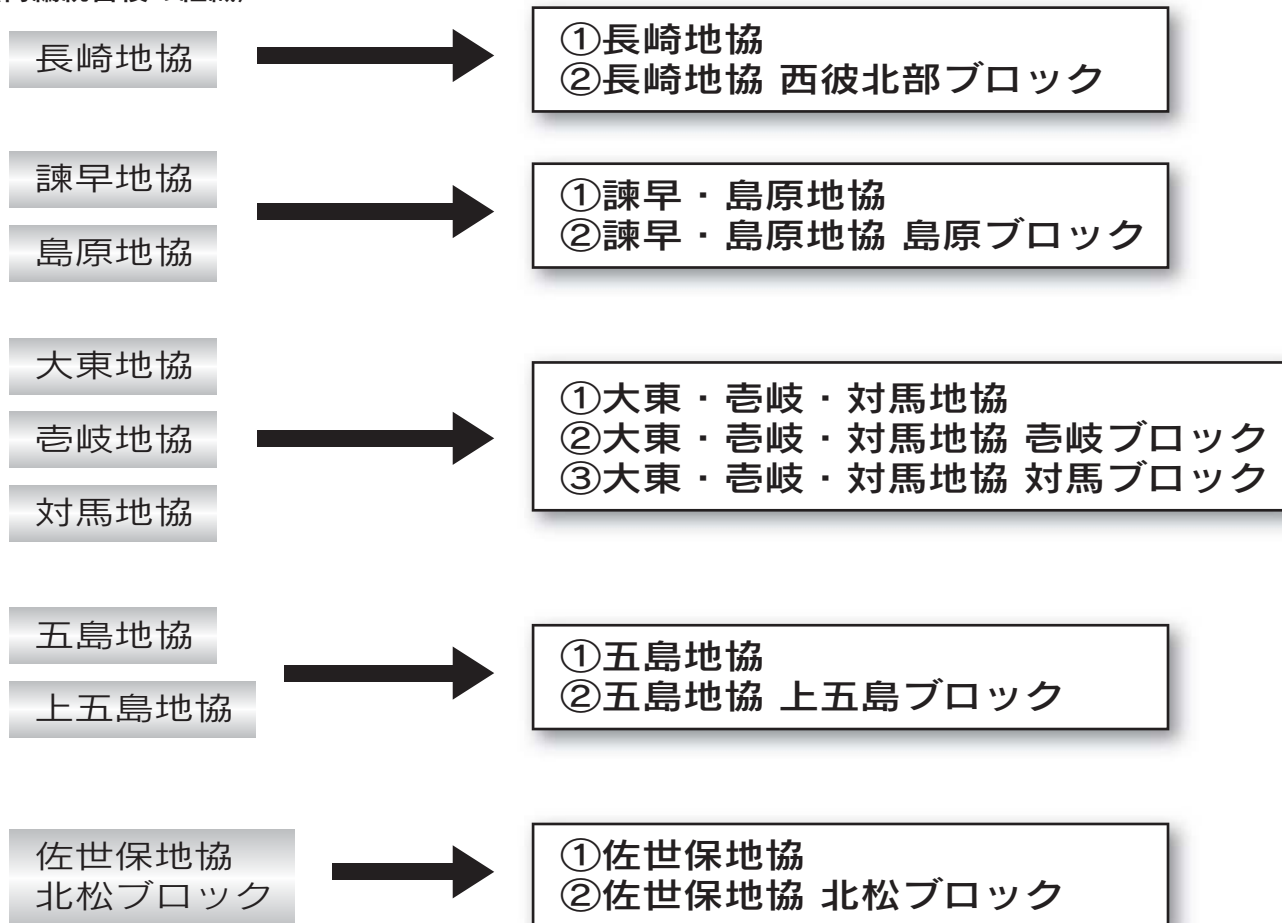 長崎地協
①長崎地協
②長崎地協 西彼北部ブロック
諫早地協
島原地協
①諫早・島原地協
②諫早・島原地協 島原ブロック
大東地協
壱岐地協
対馬地協
①大東・壱岐・対馬地協
②大東・壱岐・対馬地協 壱岐ブロック
③大東・壱岐・対馬地協 対馬ブロック
五島地協
上五島地協
①五島地協
②五島地協 上五島ブロック
佐世保地協
北松ブロック
①佐世保地協
②佐世保地協 北松ブロック